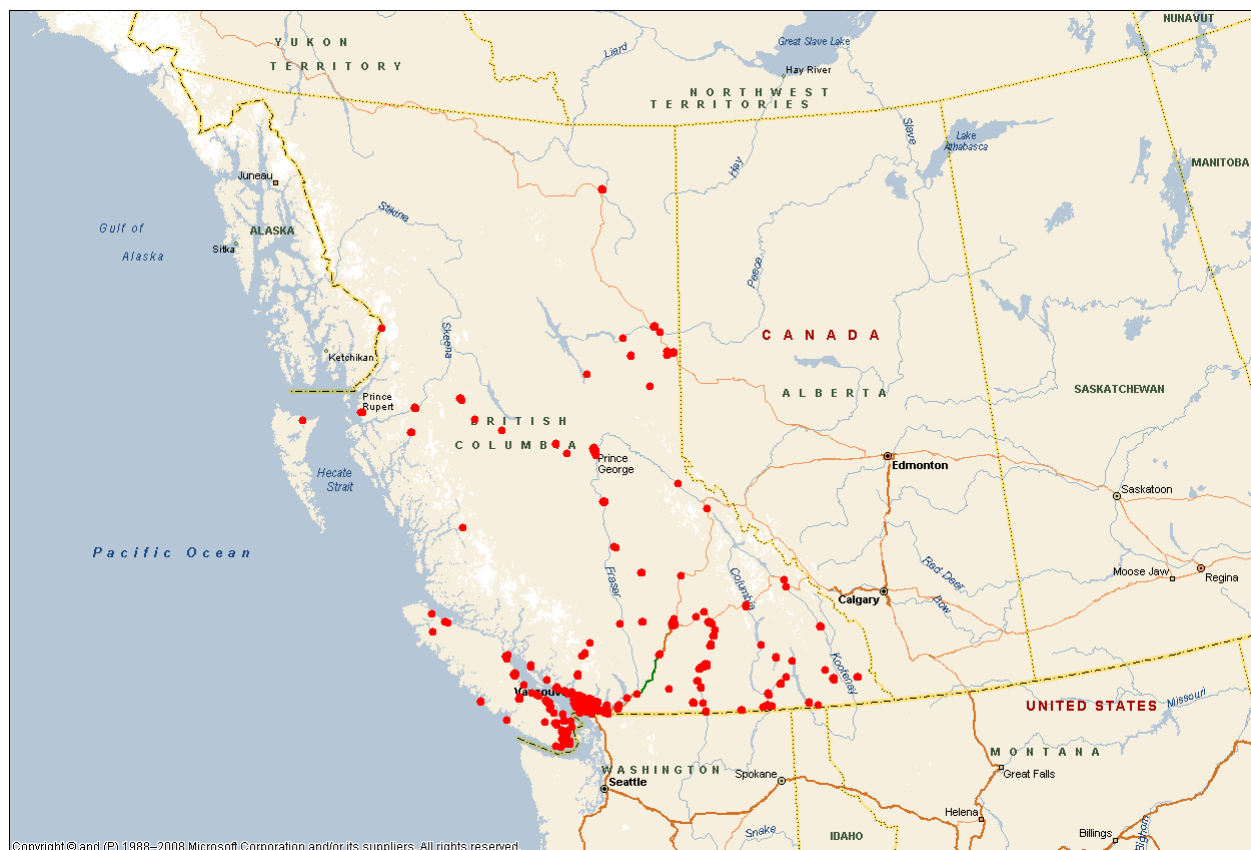 NUNAVUT
YUKON
TERRITORY
Great Slave Lake
Liard
Hay River
NORTHWEST
TERRITORIES
Slave
Lake
Athabasca
Hay
MANITOBA
Juneau
Stikina
Gulf of
Alaska
ALASKA
Sitka
Peece
Skeena
CANADA
Ketchikan
ALBERTA
SASKATCHEWAN
Prince
Rupert
BRITISH
COLUMBIA
Prince
George
Edmonton
Hecate
Strait
Saskatoon
Pacific Ocean
Fraser
Columbia
Red Deer
Bow
Moose Jaw
Regina
Calgary
Kootenay
UNITED STATES
Missouri
MONTANA
WASHINGTON
Spokane
Great Falls
Seattle
Helena
Snake
IDAHO
Billings
Bighorn
Copyright © and (P) 1988–2008 Microsoft Corporation and/or its suppliers. All rights reserved.